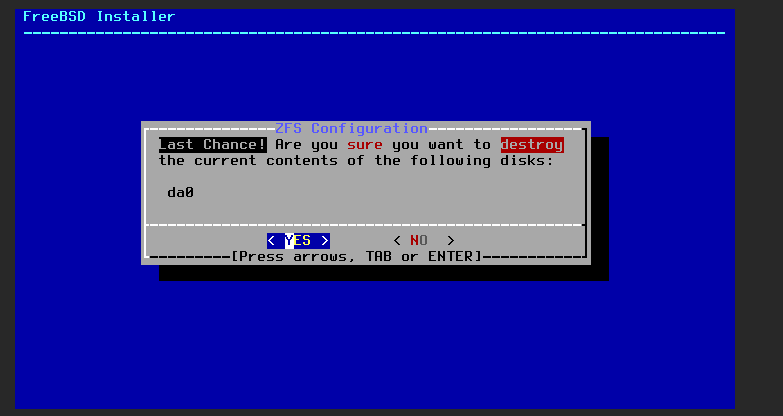 FreeBSD Installer
ZFS Configuration
Last Chance! Are you sure you want to destroy
the current contents of the following disks:
da0
< YES > < NO >
[Press arrows, TAB or ENTER]